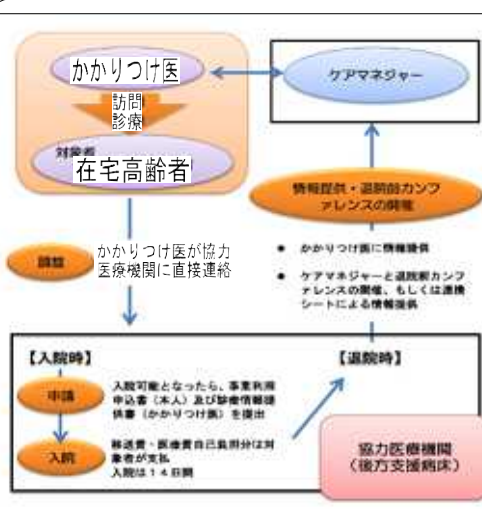 かかりつけ医
ケアマネジャー
訪問
診療
対象者
在宅高齢者
情報提供・退院前カンフ
ァレンスの開催
調整
かかりつけ医が協力
医療機関に直接連絡
● かかりつけ医に情報提供
● ケアマネジャーと退院前カンフ
ァレンスの開催、もしくは連携
シートによる情報提供
【入院時】
【退院時】
申請
入院可能となったら、事業利用
申込書（本人）及び診療情報提
供書（かかりつけ医）を提出
入院
移送費・医療費自己負担分は対
象者が支払
入院は１４日間
協力医療機関
（後方支援病床）